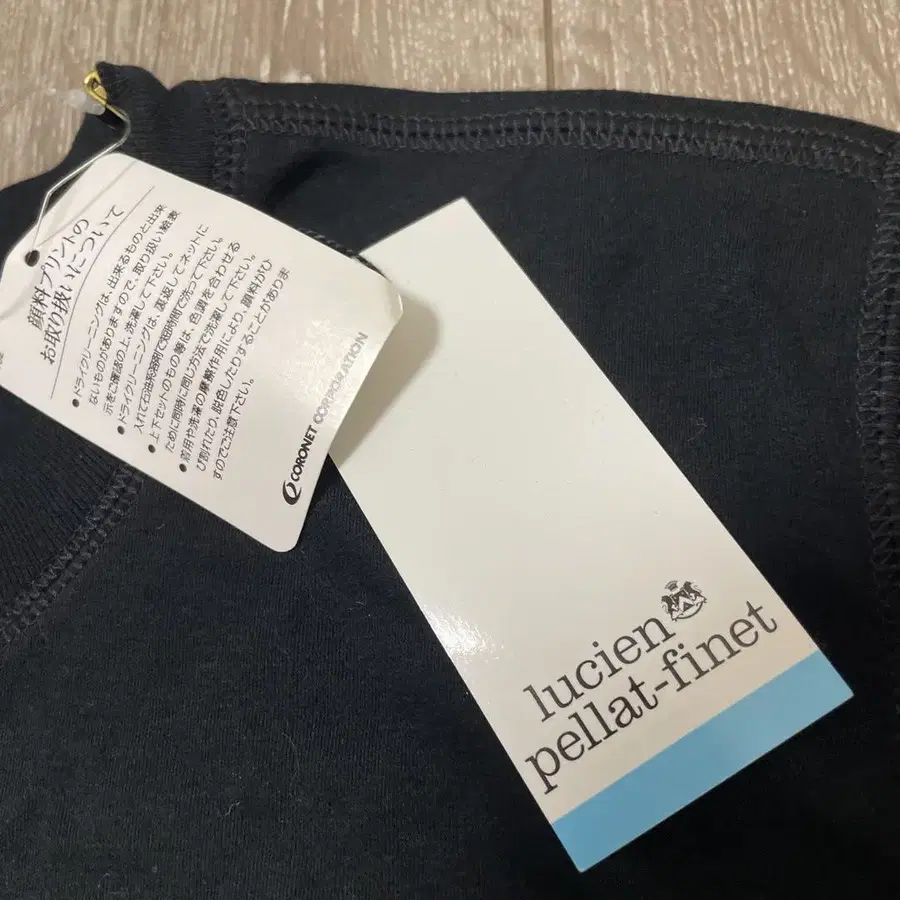 顔料プリントの
お取り扱いについて
● ドライクリーニングは、出来るものと出来
ないものがありますので、取り扱い絵表
示をご確認の上、洗濯して下さい。
● ドライクリーニングは、裏返してネットに
入れて石油系溶剤で短時間で洗って下さい。
● 上下セットのもの等は、色調を合わせる
ために同時に同じ方法で洗濯して下さい。
● 着用や洗濯の摩擦作用により、顔料がひ
び割れたり、脱色したりすることがありま
すのでご注意下さい。
CORONET CORPORATION
lucien
pellat-finet